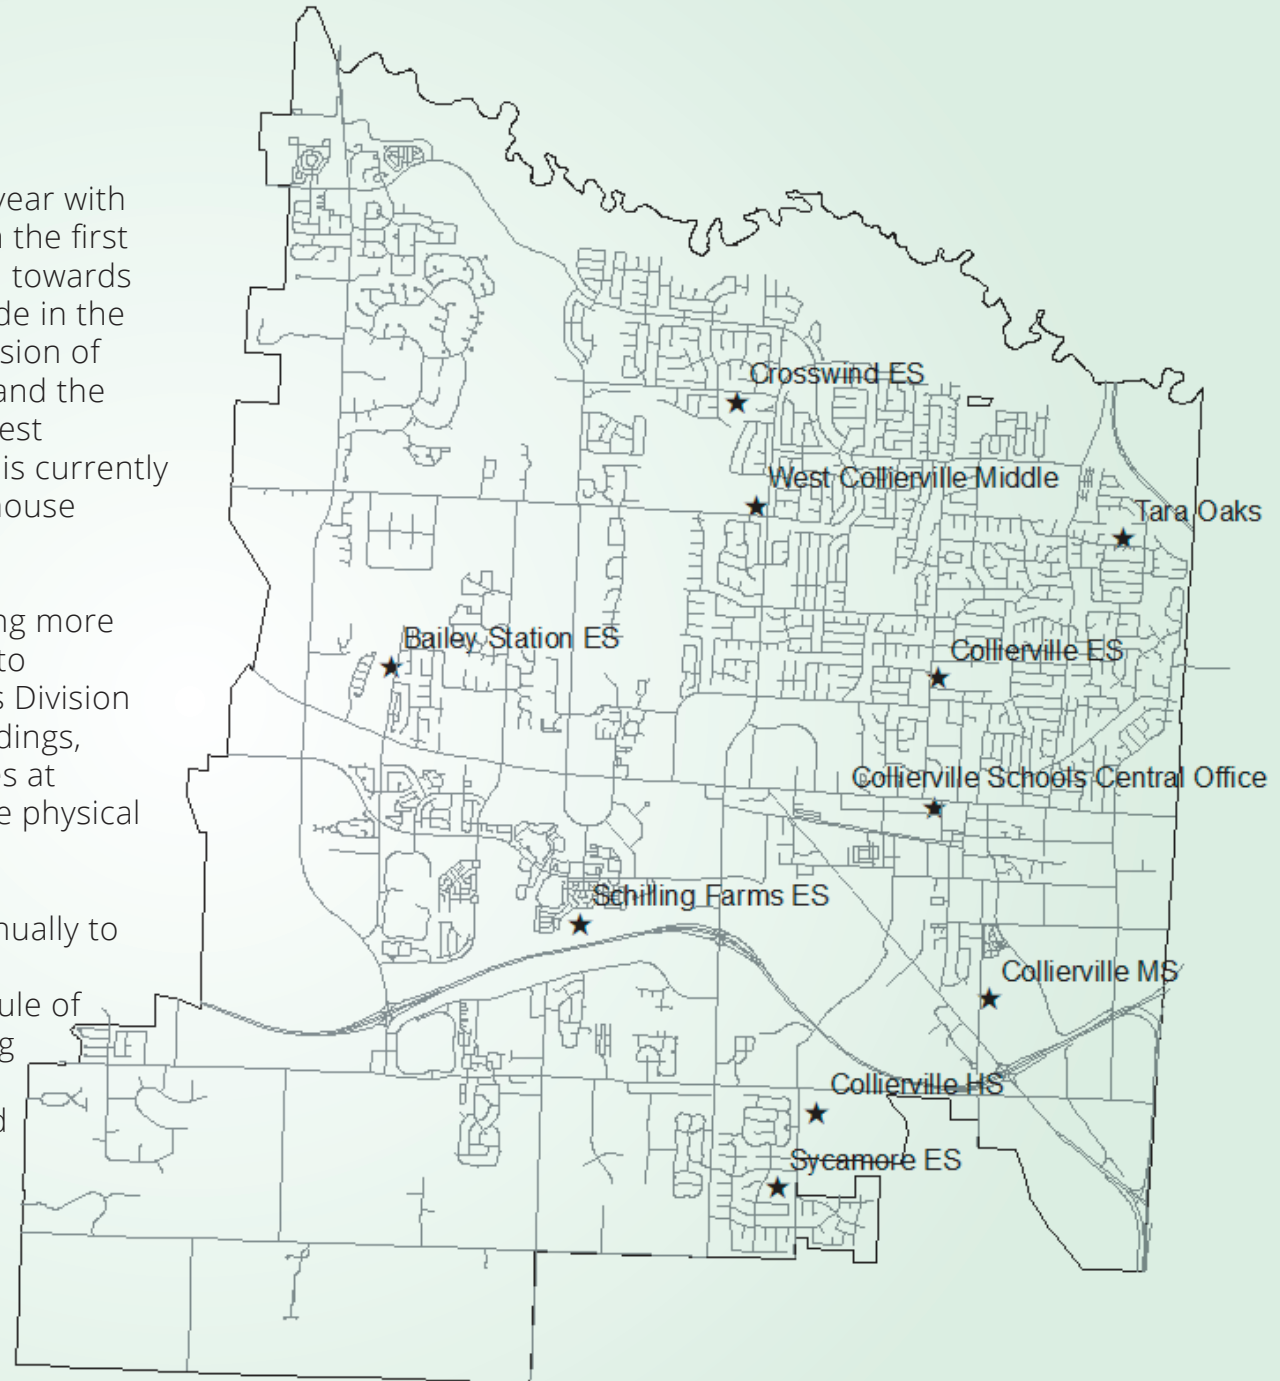 year with
the first
towards
de in the
sion of
and the
est
is currently
house
ng more
to
s Division
dings,
es at
e physical
nually to
ule of
g
d
Crosswind ES
West Collierville Middle
Tara Oaks
Bailey Station ES
Collierville ES
Collierville Schools Central Office
Schilling Farms ES
Collierville MS
Collierville HS
Sycamore ES